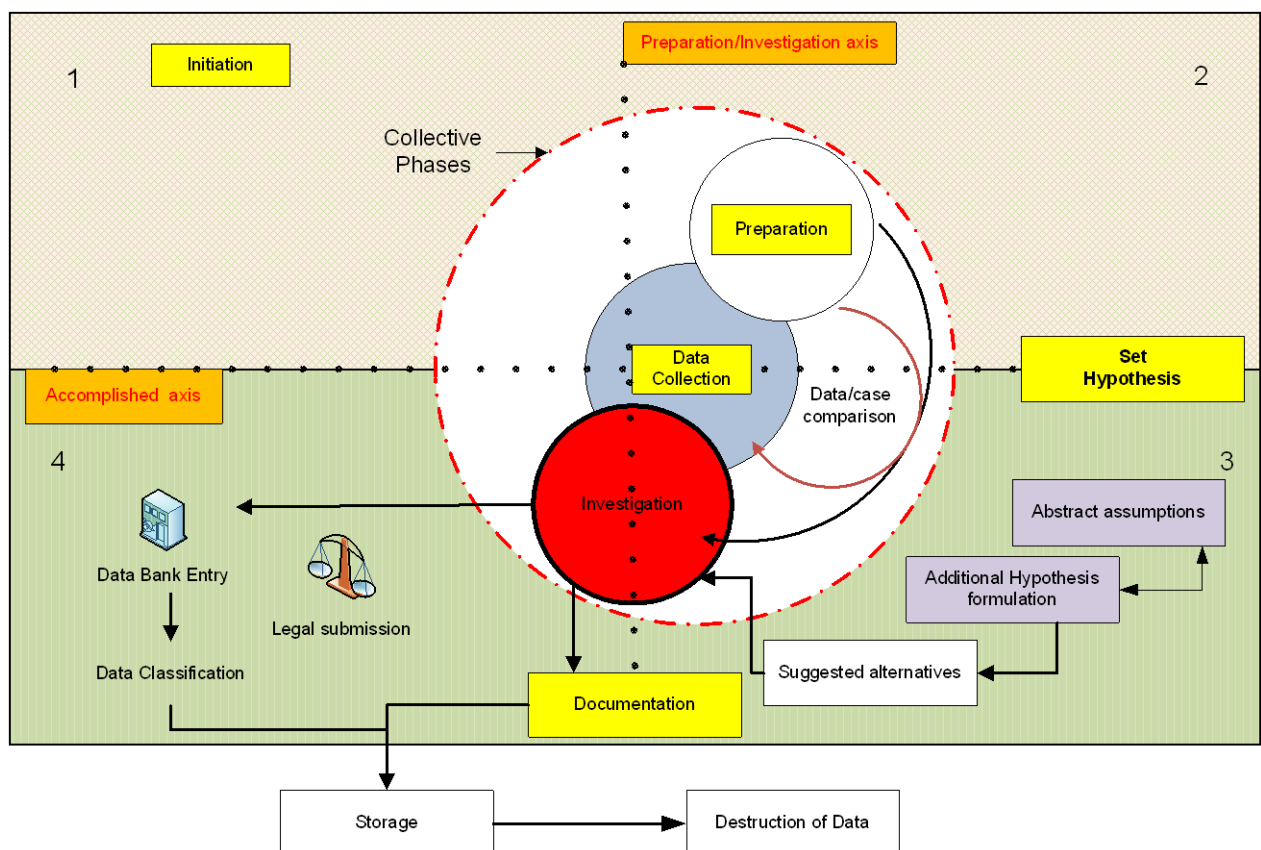 1
Initiation
Preparation/Investigation axis
2
Collective
Phases
Preparation
Data
Collection
Set
Hypothesis
Accomplished axis
Data/case
comparison
4
3
Investigation
Abstract assumptions
Data Bank Entry
Additional Hypothesis
formulation
Legal submission
Data Classification
Suggested alternatives
Documentation
Storage
Destruction of Data